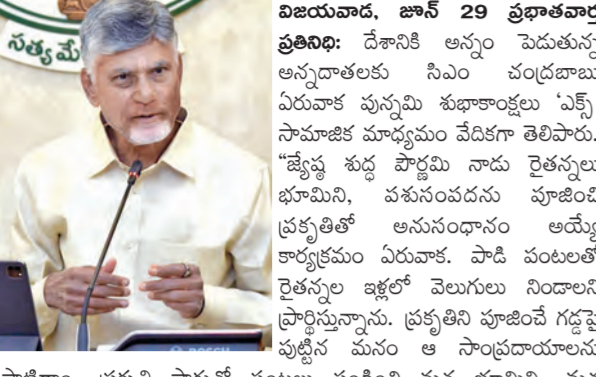 సత్యమే
విజయవాడ, జూన్ 29 ప్రభాతవార్త
ప్రతినిధి: దేశానికి అన్నం పెడుతున్న
అన్నదాతలకు సిఎం చంద్రబాబు
ఏరువాక పున్నమి శుభాకాంక్షలు ‘ఎక్స్’
సామాజిక మాధ్యమం వేదికగా తెలిపారు.
“జ్యేష్ఠ శుద్ధ పౌర్ణమి నాడు రైతన్నలు
భూమిని, పశుసంపదను పూజించి
ప్రకృతితో అనుసంధానం అయ్యే
కార్యక్రమం ఏరువాక. పాడి పంటలతో
రైతన్నల ఇళ్లలో వెలుగులు నిండాలని
ప్రార్థిస్తున్నాను. ప్రకృతిని పూజించే గడ్డపై
పుట్టిన మనం ఆ సాంప్రదాయాలను